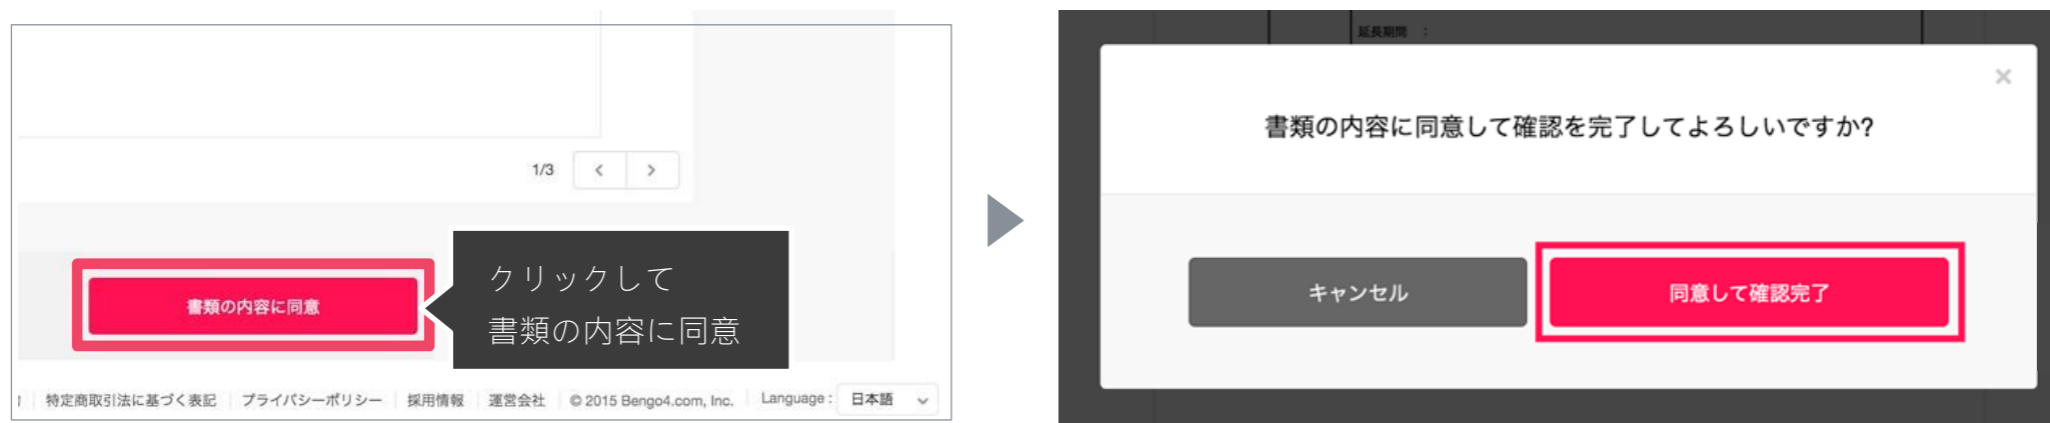 1/3
書類の内容に同意
クリックして
書類の内容に同意
特定商取引法に基づく表記 プライバシーポリシー 採用情報 運営会社 © 2015 Bengo4.com, Inc. Language : 日本語
延長期間 :
×
書類の内容に同意して確認を完了してよろしいですか?
キャンセル 同意して確認完了